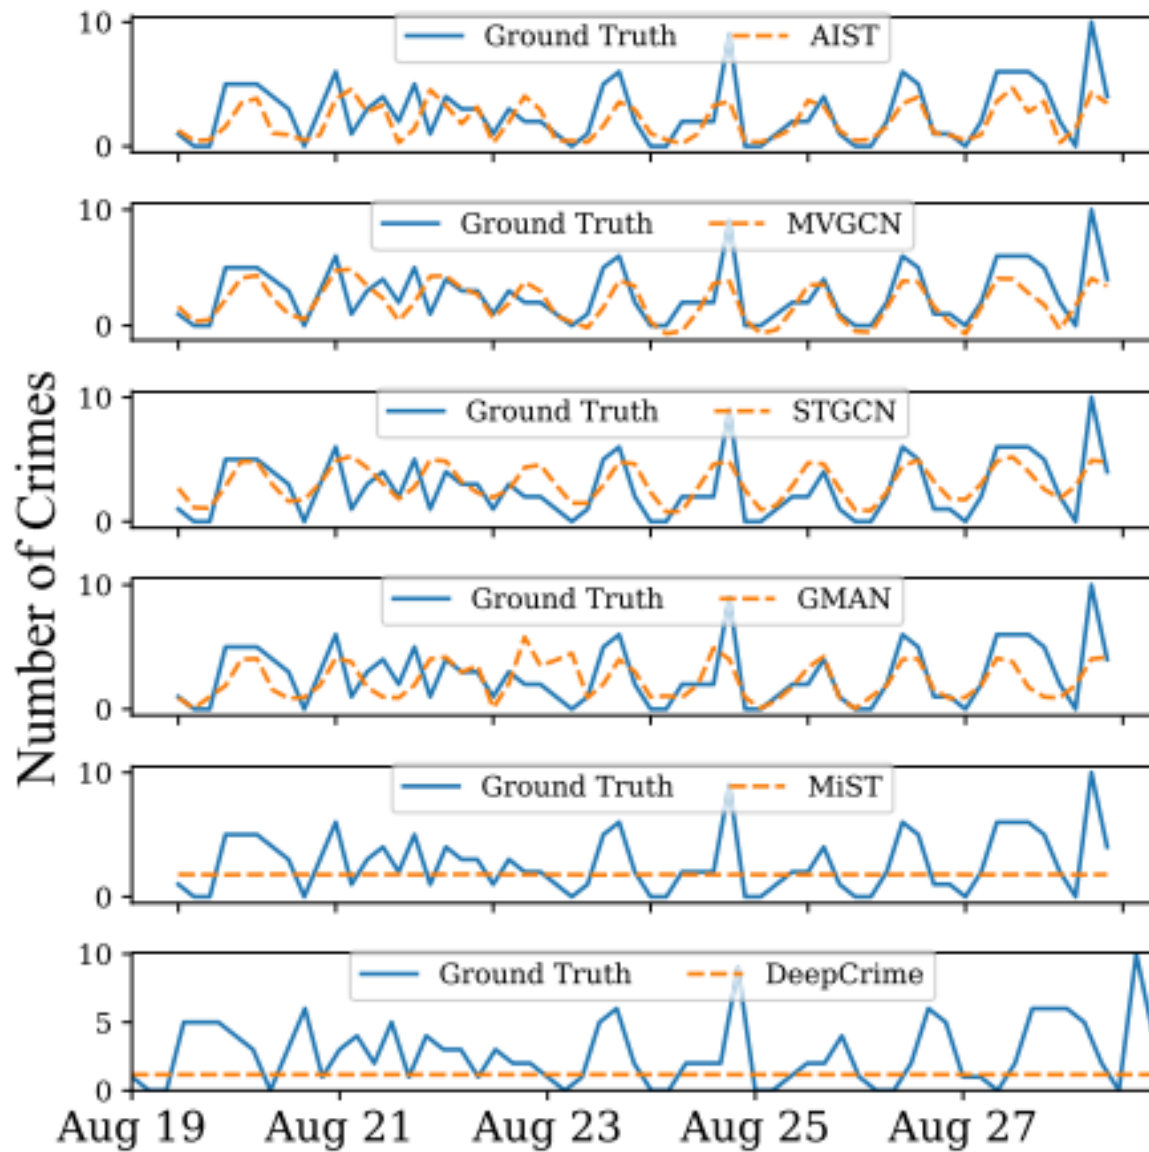 Number of Crimes
10
0
Ground Truth AIST
10
0
Ground Truth MVGCN
10
0
Ground Truth STGCN
10
0
Ground Truth GMAN
10
0
Ground Truth MiST
10
5
0
Ground Truth DeepCrime
Aug 19 Aug 21 Aug 23 Aug 25 Aug 27